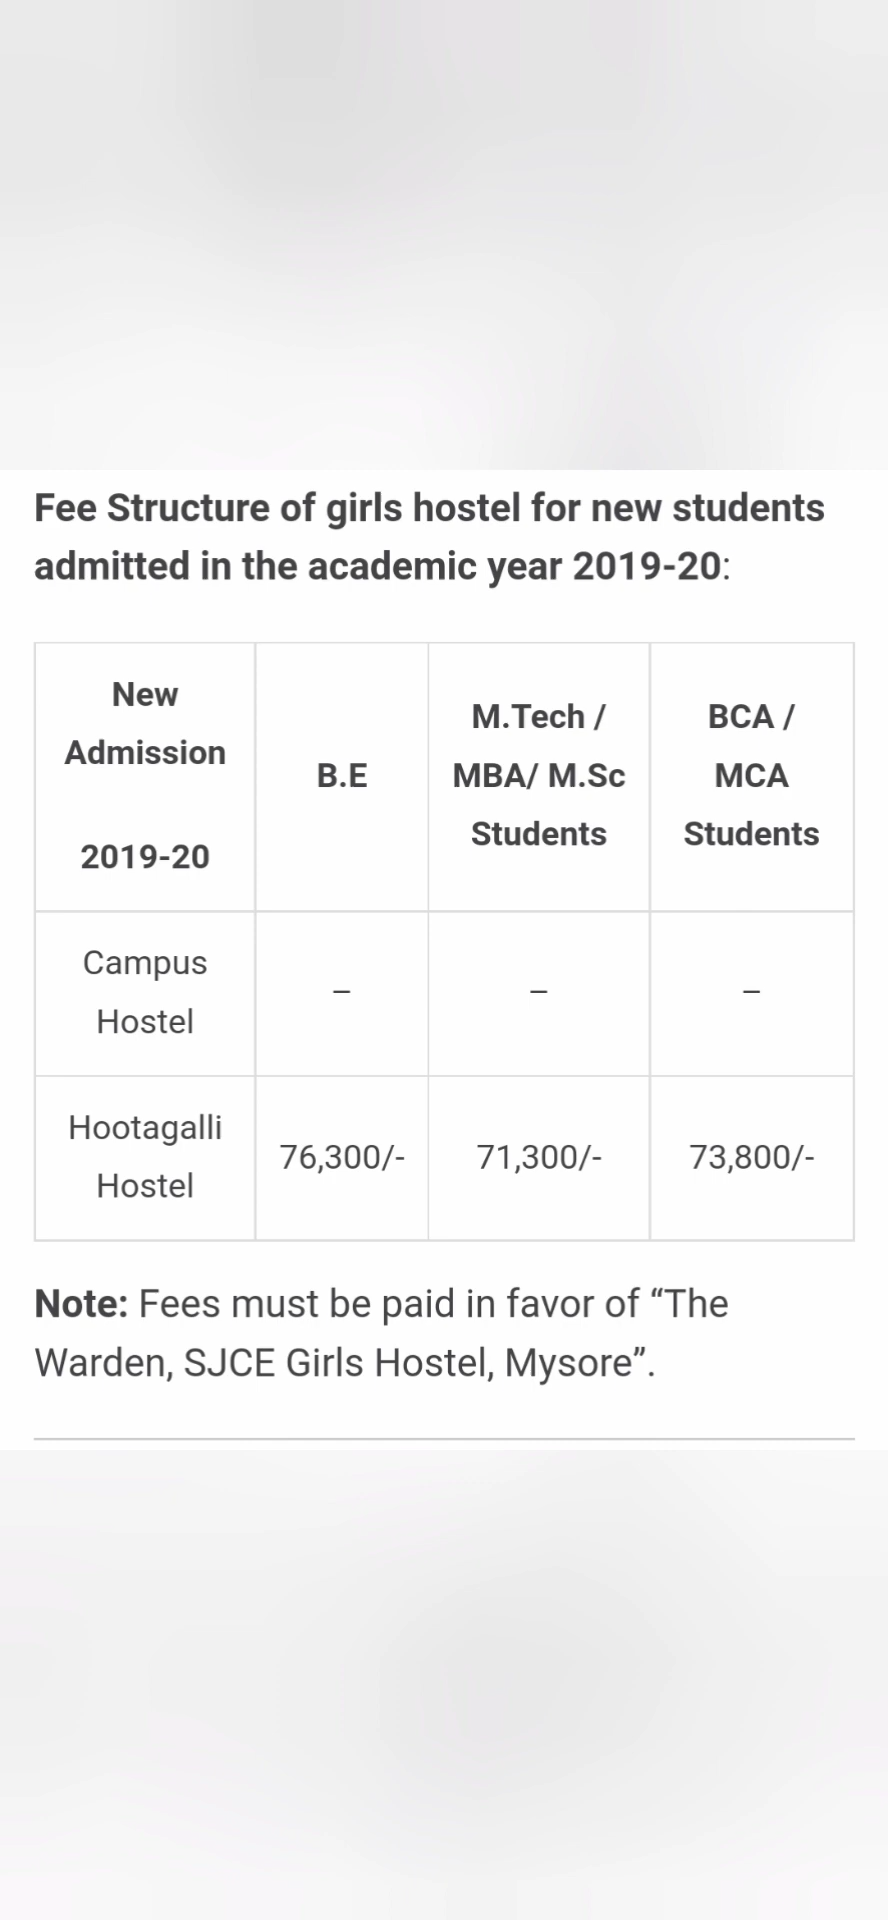 Fee Structure of girls hostel for new students
admitted in the academic year 2019-20:
New
Admission
2019-20
B.E
M.Tech /
MBA/ M.Sc
Students
BCA /
MCA
Students
Campus
Hostel
–
–
–
Hootagalli
Hostel
76,300/-
71,300/-
73,800/-
Note: Fees must be paid in favor of “The
Warden, SJCE Girls Hostel, Mysore”.